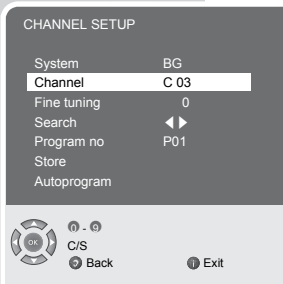 CHANNEL SETUP
System BG
Channel C 03
Fine tuning 0
Search
Program no P01
Store
Autoprogram
0 - 9
OK C/S
Back i Exit